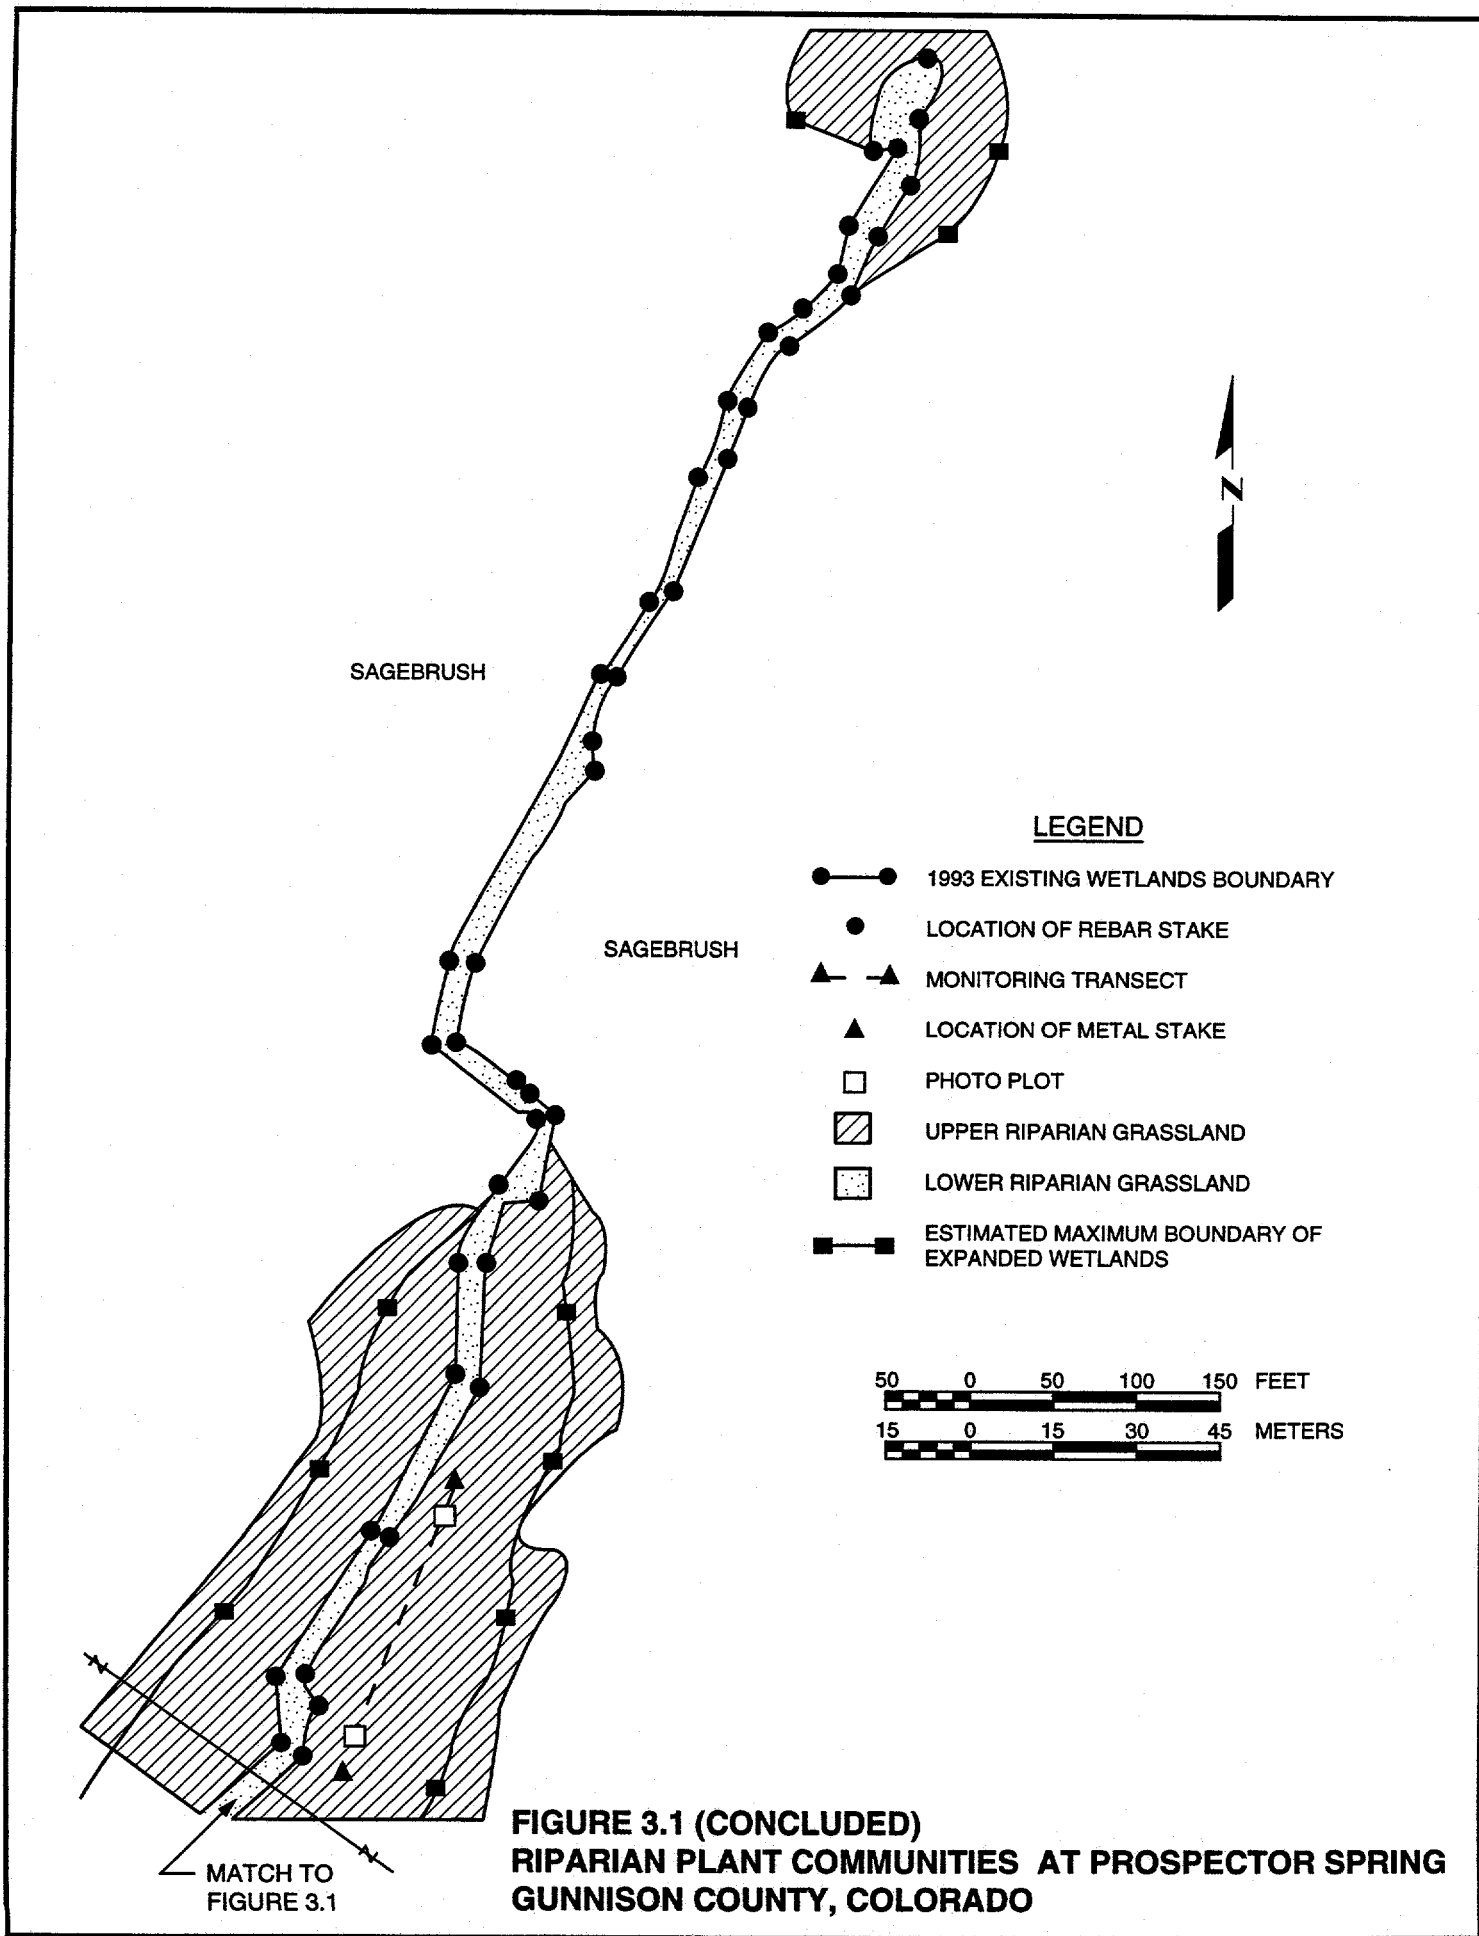 N
SAGEBRUSH
SAGEBRUSH
LEGEND
1993 EXISTING WETLANDS BOUNDARY
LOCATION OF REBAR STAKE
MONITORING TRANSECT
LOCATION OF METAL STAKE
PHOTO PLOT
UPPER RIPARIAN GRASSLAND
LOWER RIPARIAN GRASSLAND
ESTIMATED MAXIMUM BOUNDARY OF
EXPANDED WETLANDS
50 0 50 100 150 FEET
15 0 15 30 45 METERS
MATCH TO
FIGURE 3.1
FIGURE 3.1 (CONCLUDED)
RIPARIAN PLANT COMMUNITIES AT PROSPECTOR SPRING
GUNNISON COUNTY, COLORADO